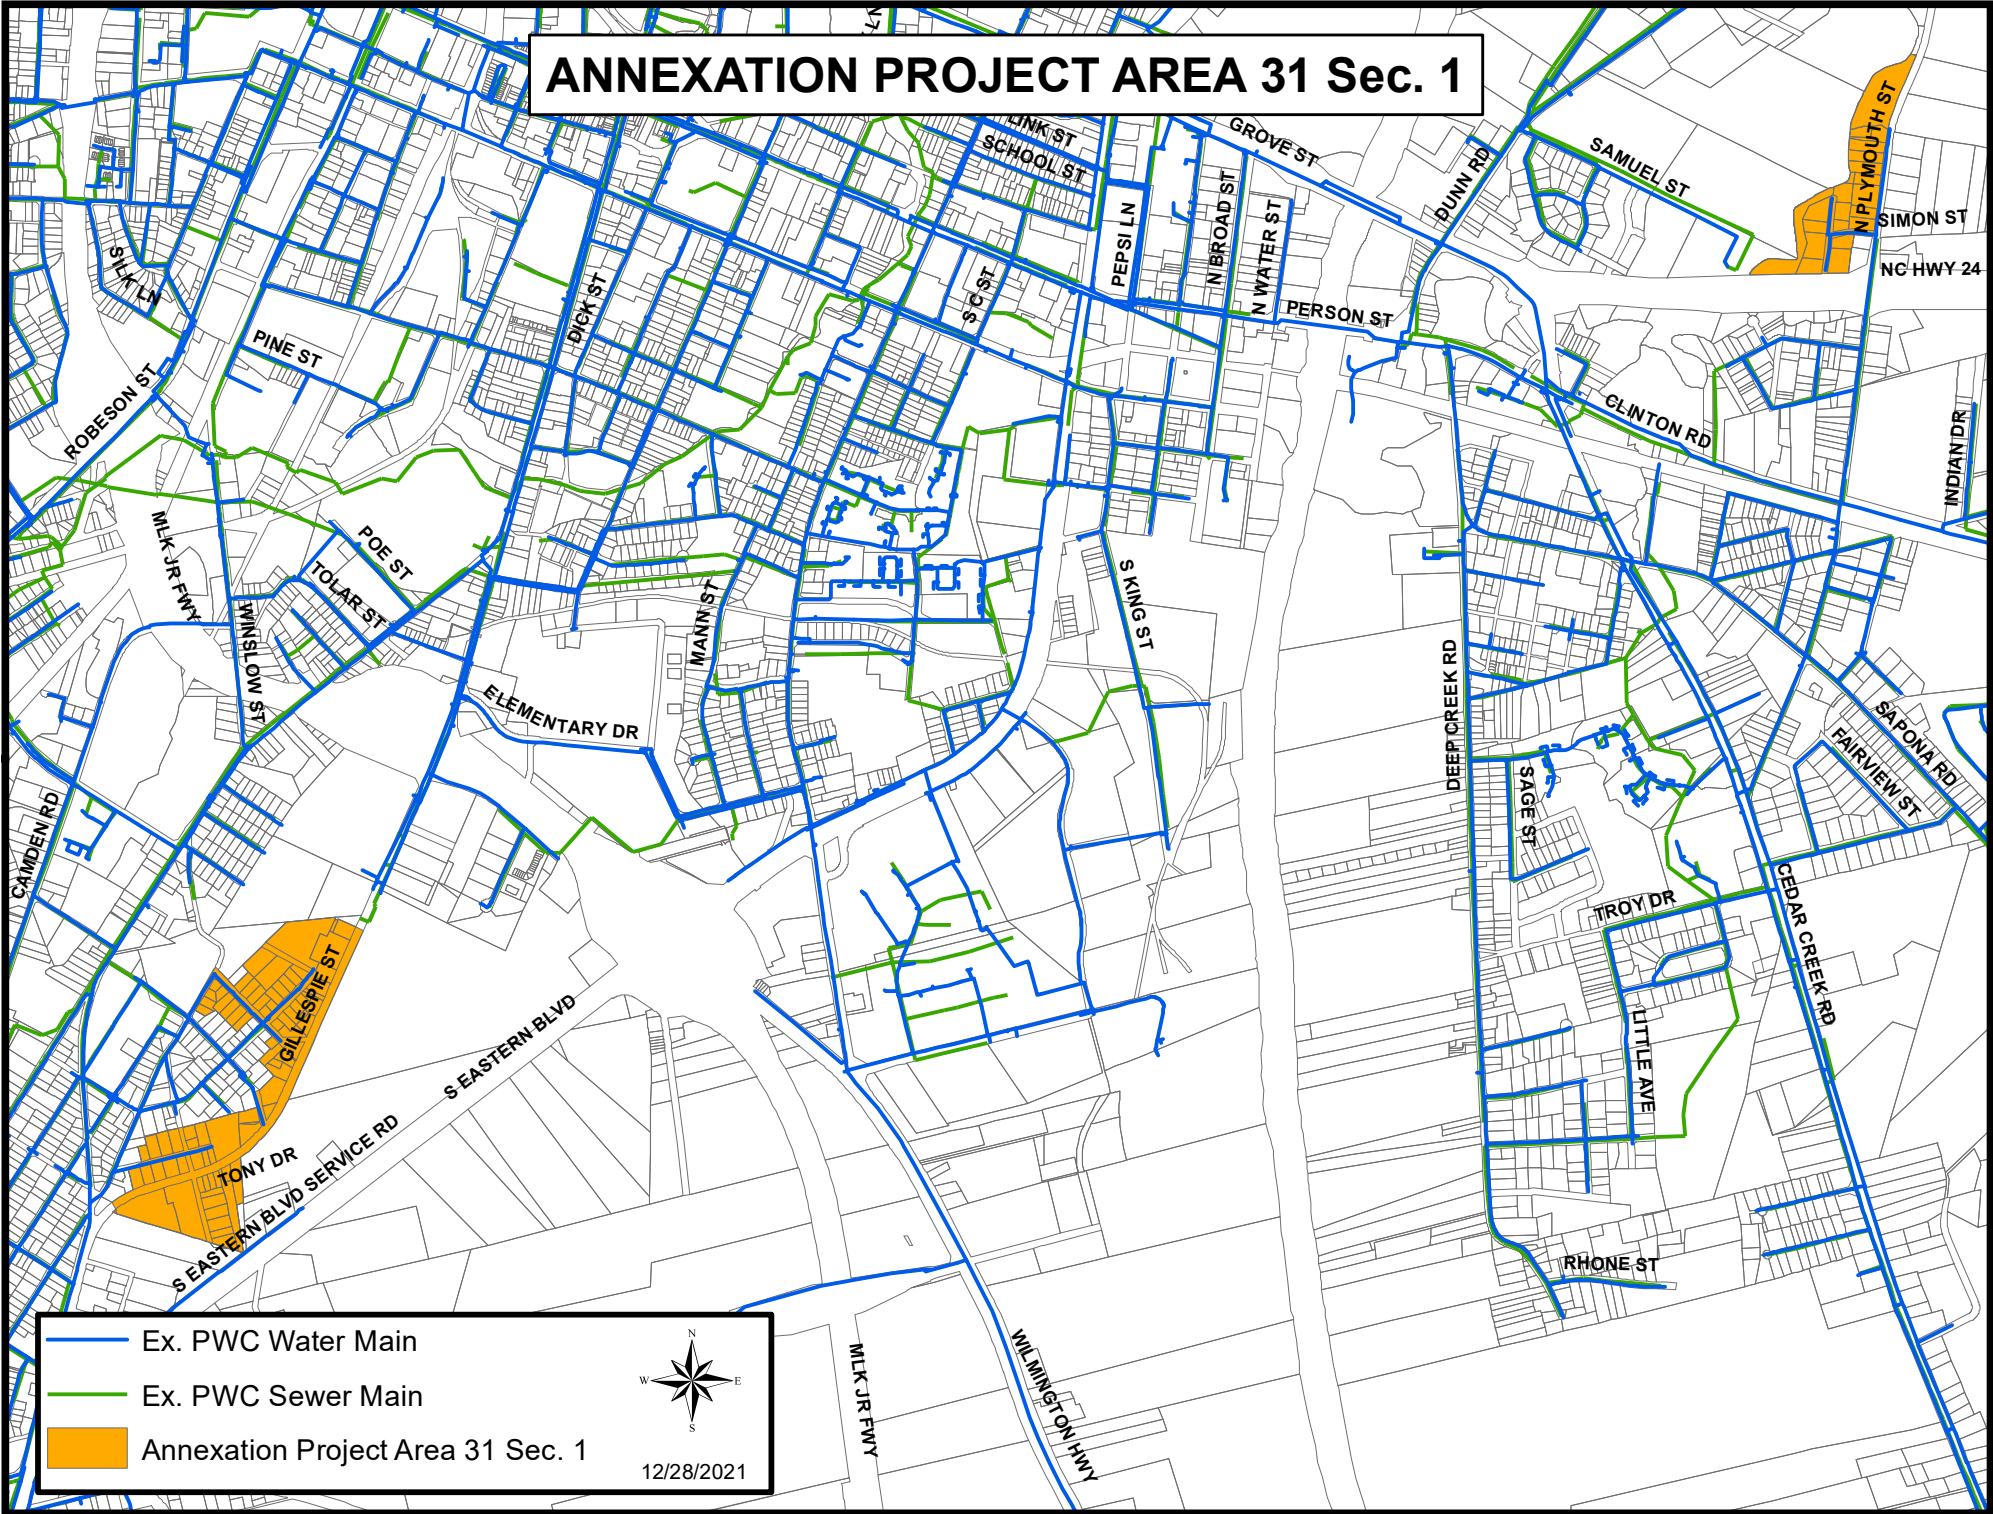 ANNEXATION PROJECT AREA 31 Sec. 1
LINK ST
SCHOOL ST
GROVE ST
DUNN RD
SAMUEL ST
N PLYMOUTH ST
SIMON ST
NC HWY 24
PEPSI LN
N BROAD ST
N WATER ST
PERSON ST
SILK LN
DICK ST
S C ST
PINE ST
ROBESON ST
CLINTON RD
INDIAN DR
MLK JR FWY
POE ST
TOLAR ST
WINSLOW ST
MANN ST
S KING ST
ELEMENTARY DR
DEEP CREEK RD
SAPONA RD
FAIRVIEW ST
SAGE ST
CAMDEN RD
TROY DR
CEDAR CREEK RD
GILLESPIE ST
S EASTERN BLVD
LITTLE AVE
TONY DR
S EASTERN BLVD SERVICE RD
RHONE ST
MLK JR FWY
WILMINGTON HWY
Ex. PWC Water Main
Ex. PWC Sewer Main
Annexation Project Area 31 Sec. 1
N
W
E
S
12/28/2021